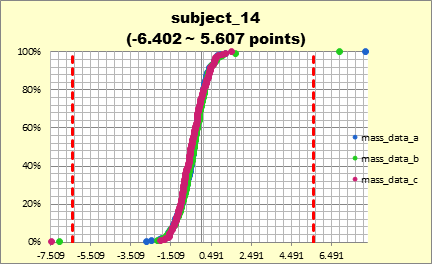 subject_14
(-6.402 ~ 5.607 points)
100%
80%
60%
40%
20%
0%
mass_data_a
mass_data_b
mass_data_c
-7.509 -5.509 -3.509 -1.509 0.491 2.491 4.491 6.491